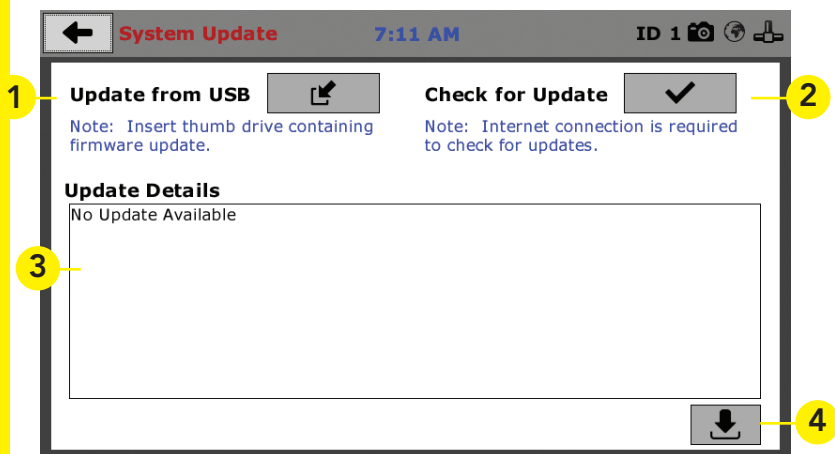 System Update 7:11 AM ID 1
1 Update from USB Check for Update 2
Note: Insert thumb drive containing
firmware update.
Note: Internet connection is required
to check for updates.
Update Details
No Update Available
3
4